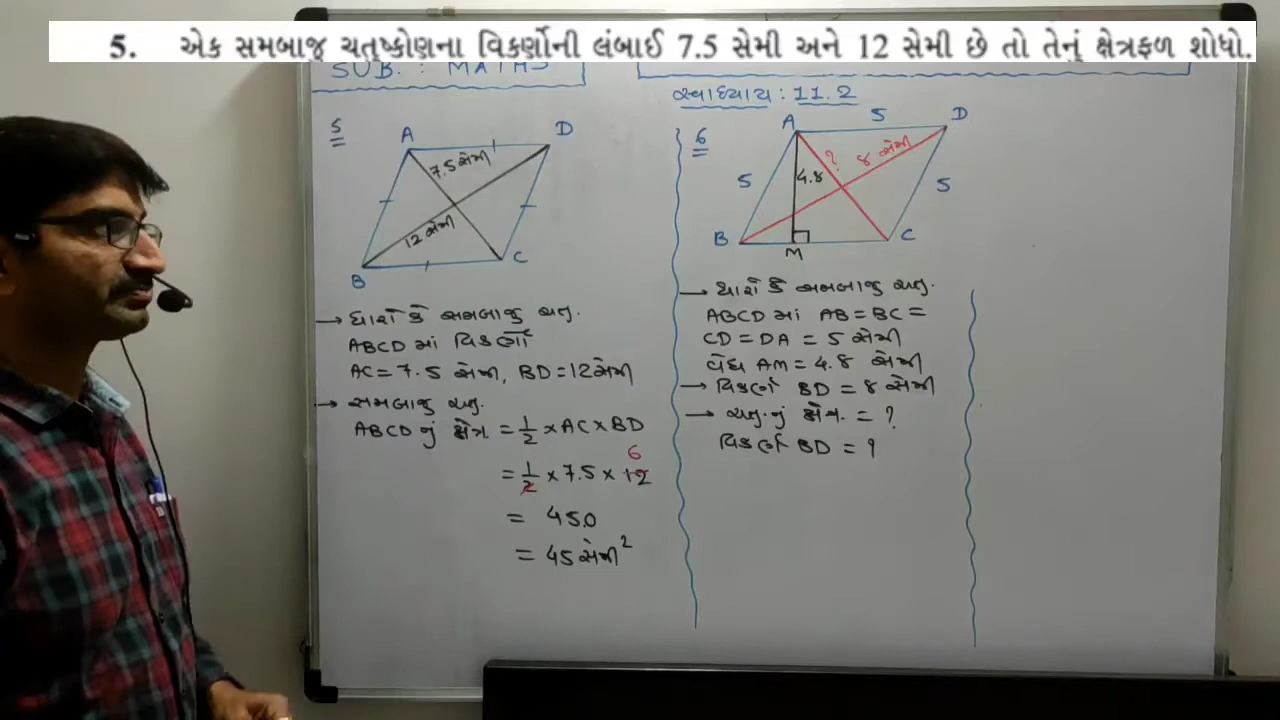 5. એક સમબાજુ ચતુષ્કોણના વિકર્ણોની લંબાઈ 7.5 સેમી અને 12 સેમી છે તો તેનું ક્ષેત્રફળ શોધો.
SUB. : MATHS
સ્વાધ્યાય : 11.2
5
A
D
7.5 સેમી
12 સેમી
B
C
→ ધારો કે સમબાજુ ચતુ.
ABCD માં વિકર્ણો
AC = 7.5 સેમી, BD = 12 સેમી
→ સમબાજુ ચતુ.
ABCD નું ક્ષેત્ર = 1/2 × AC × BD
6
= 1/2 × 7.5 × 12
= 45.0
= 45 સેમી²
6
A
5
D
5
?
8 સેમી
4.8
5
B
M
C
→ ધારો કે સમબાજુ ચતુ.
ABCD માં AB = BC =
CD = DA = 5 સેમી
વેધ AM = 4.8 સેમી
→ વિકર્ણ BD = 8 સેમી
→ ચતુ.નું ક્ષેત્ર. = ?
વિકર્ણ BD = ?